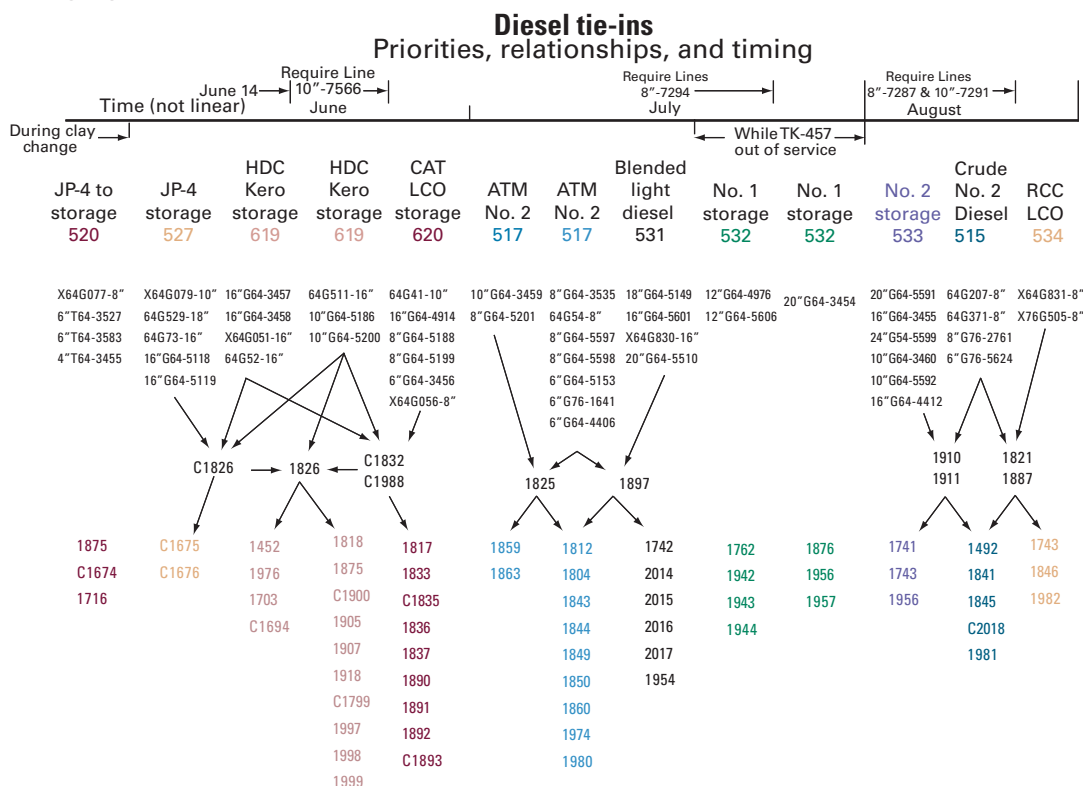 Diesel tie-ins
Priorities, relationships, and timing
Require Line
June 14 10”-7566
Time (not linear)
June
Require Lines
8”-7294
July
Require Lines
8”-7287 & 10”-7291
August
During clay
change
While TK-457
out of service
JP-4 to
storage
520
JP-4
storage
527
HDC
Kero
storage
619
HDC
Kero
storage
619
CAT
LCO
storage
620
ATM
No. 2
517
ATM
No. 2
517
Blended
light
diesel
531
No. 1
storage
532
No. 1
storage
532
No. 2
storage
533
Crude
No. 2
Diesel
515
RCC
LCO
534
X64G077-8”
6”T64-3527
6”T64-3583
4”T64-3455
X64G079-10”
64G529-18”
64G73-16”
16”G64-5118
16”G64-5119
16”G64-3457
16”G64-3458
X64G051-16”
64G52-16”
64G511-16”
10”G64-5186
10”G64-5200
64G41-10”
16”G64-4914
8”G64-5188
8”G64-5199
6”G64-3456
X64G056-8”
10”G64-3459
8”G64-5201
8”G64-3535
64G54-8”
8”G64-5597
8”G64-5598
6”G64-5153
6”G76-1641
6”G64-4406
18”G64-5149
16”G64-5601
X64G830-16”
20”G64-5510
12”G64-4976
12”G64-5606
20”G64-3454
20”G64-5591
16”G64-3455
24”G54-5599
10”G64-3460
10”G64-5592
16”G64-4412
64G207-8”
64G371-8”
8”G76-2761
6”G76-5624
X64G831-8”
X76G505-8”
C1826
1826
C1832
C1988
1825
1897
1910
1911
1821
1887
1875
C1674
1716
C1675
C1676
1452
1976
1703
C1694
1818
1875
C1900
1905
1907
1918
C1799
1997
1998
1999
1817
1833
C1835
1836
1837
1890
1891
1892
C1893
1859
1863
1812
1804
1843
1844
1849
1850
1860
1974
1980
1742
2014
2015
2016
2017
1954
1762
1942
1943
1944
1876
1956
1957
1741
1743
1956
1492
1841
1845
C2018
1981
1743
1846
1982